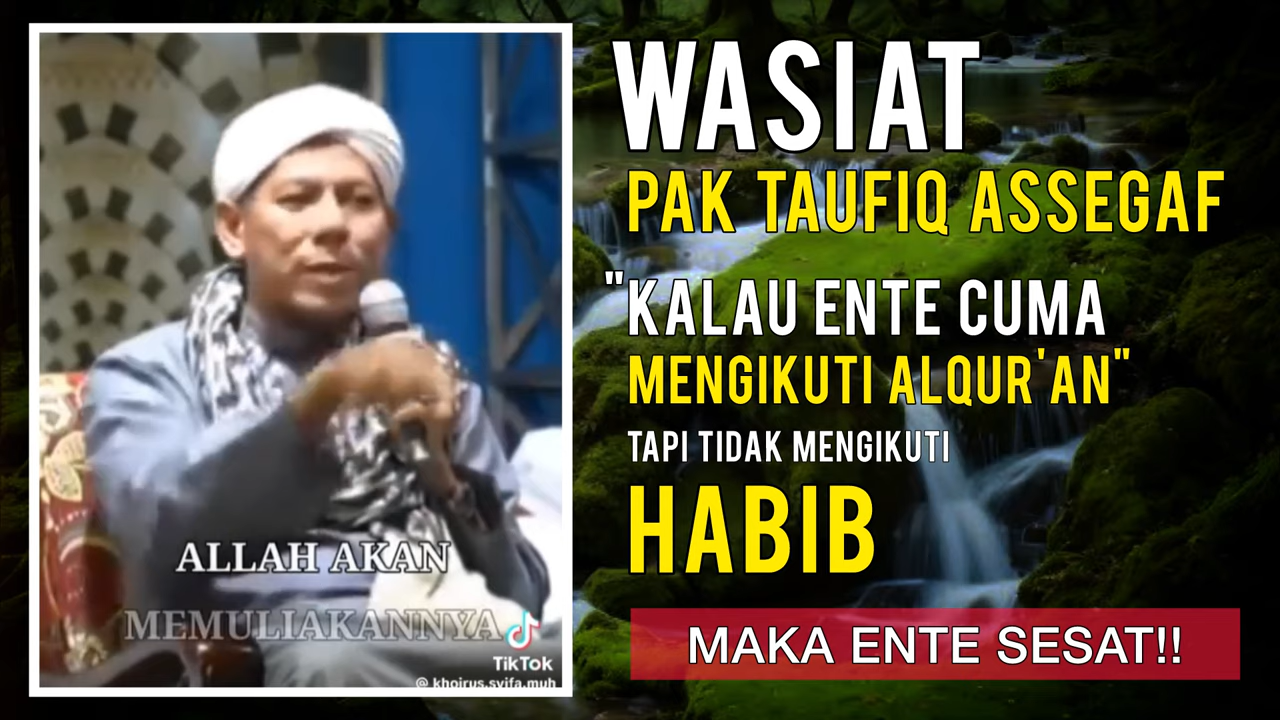 WASIAT
PAK TAUFIQ ASSEGAF
"KALAU ENTE CUMA
MENGIKUTI ALQUR'AN"
TAPI TIDAK MENGIKUTI
HABIB
MAKA ENTE SESAT!!
ALLAH AKAN
MEMULIAKANNYA
TikTok
@ khoirus.syifa.muh